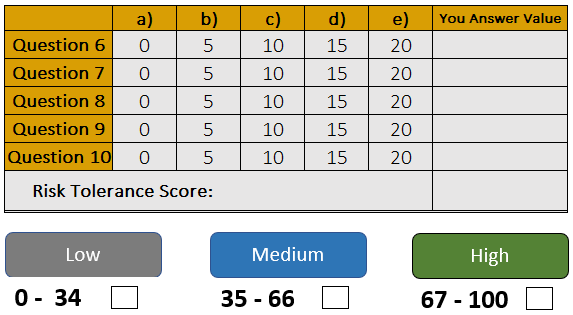 a) b) c) d) e) You Answer Value
Question 6 0 5 10 15 20
Question 7 0 5 10 15 20
Question 8 0 5 10 15 20
Question 9 0 5 10 15 20
Question 10 0 5 10 15 20
Risk Tolerance Score:
Low Medium High
0 - 34 35 - 66 67 - 100